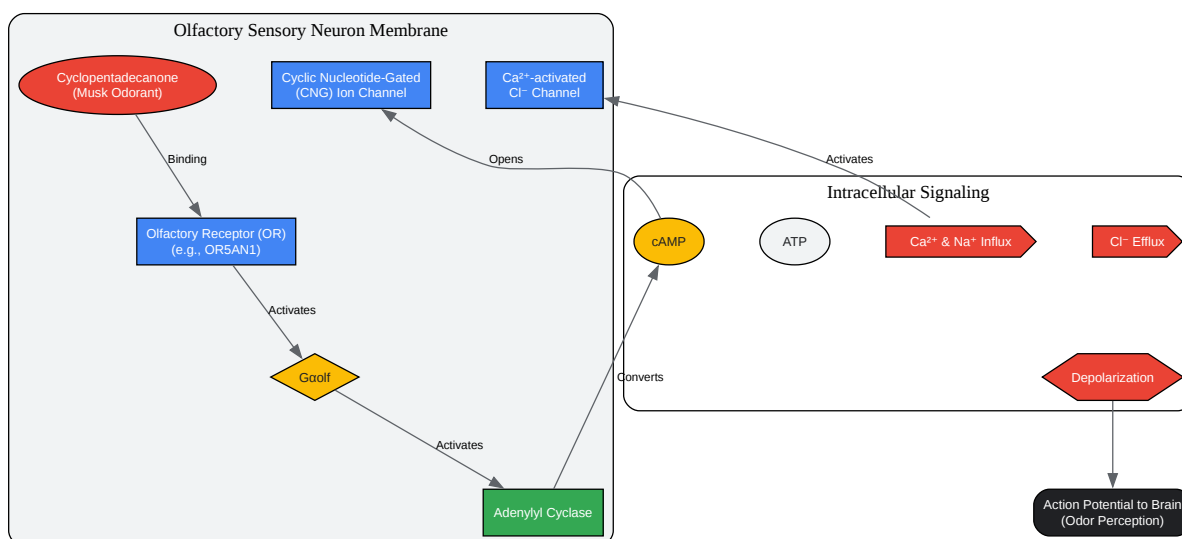 Olfactory Sensory Neuron Membrane
Cyclopentadecanone
(Musk Odorant)
Cyclic Nucleotide-Gated
(CNG) Ion Channel
Ca²⁺-activated
Cl⁻ Channel
Binding
Opens
Activates
Intracellular Signaling
Olfactory Receptor (OR)
(e.g., OR5AN1)
cAMP
ATP
Ca²⁺ & Na⁺ Influx
Cl⁻ Efflux
Activates
Gαolf
Converts
Depolarization
Activates
Adenylyl Cyclase
Action Potential to Brain
(Odor Perception)